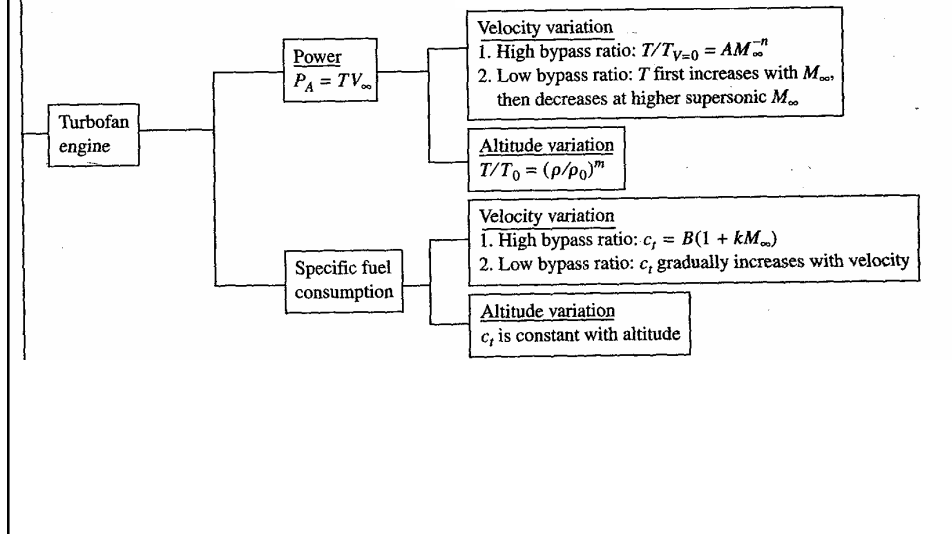 Turbofan
engine
Power
P_A = TV_∞
Velocity variation
1. High bypass ratio: T/T_{V=0} = AM_∞^{-n}
2. Low bypass ratio: T first increases with M_∞,
then decreases at higher supersonic M_∞
Altitude variation
T/T_0 = (ρ/ρ_0)^m
Specific fuel
consumption
Velocity variation
1. High bypass ratio: c_t = B(1 + kM_∞)
2. Low bypass ratio: c_t gradually increases with velocity
Altitude variation
c_t is constant with altitude